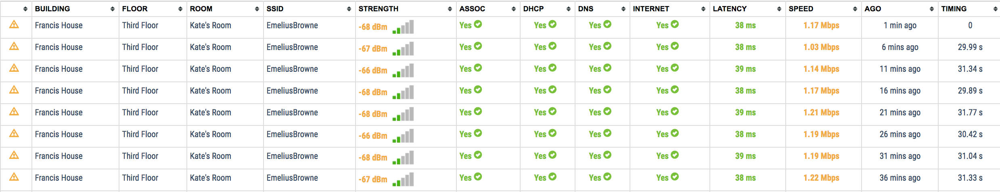 BUILDING FLOOR ROOM SSID STRENGTH ASSOC DHCP DNS INTERNET LATENCY SPEED AGO TIMING
Francis House Third Floor Kate's Room EmeliusBrowne -68 dBm Yes Yes Yes Yes 38 ms 1.17 Mbps 1 min ago 0
Francis House Third Floor Kate's Room EmeliusBrowne -67 dBm Yes Yes Yes Yes 38 ms 1.03 Mbps 6 mins ago 29.99 s
Francis House Third Floor Kate's Room EmeliusBrowne -66 dBm Yes Yes Yes Yes 39 ms 1.14 Mbps 11 mins ago 31.34 s
Francis House Third Floor Kate's Room EmeliusBrowne -68 dBm Yes Yes Yes Yes 38 ms 1.17 Mbps 16 mins ago 29.89 s
Francis House Third Floor Kate's Room EmeliusBrowne -68 dBm Yes Yes Yes Yes 39 ms 1.21 Mbps 21 mins ago 31.77 s
Francis House Third Floor Kate's Room EmeliusBrowne -66 dBm Yes Yes Yes Yes 38 ms 1.19 Mbps 26 mins ago 30.42 s
Francis House Third Floor Kate's Room EmeliusBrowne -68 dBm Yes Yes Yes Yes 39 ms 1.19 Mbps 31 mins ago 31.04 s
Francis House Third Floor Kate's Room EmeliusBrowne -67 dBm Yes Yes Yes Yes 38 ms 1.22 Mbps 36 mins ago 31.33 s